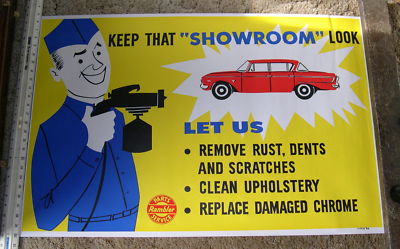 KEEP THAT "SHOWROOM" LOOK
LET US
• REMOVE RUST, DENTS
AND SCRATCHES
• CLEAN UPHOLSTERY
• REPLACE DAMAGED CHROME
PARTS
Rambler
SERVICE